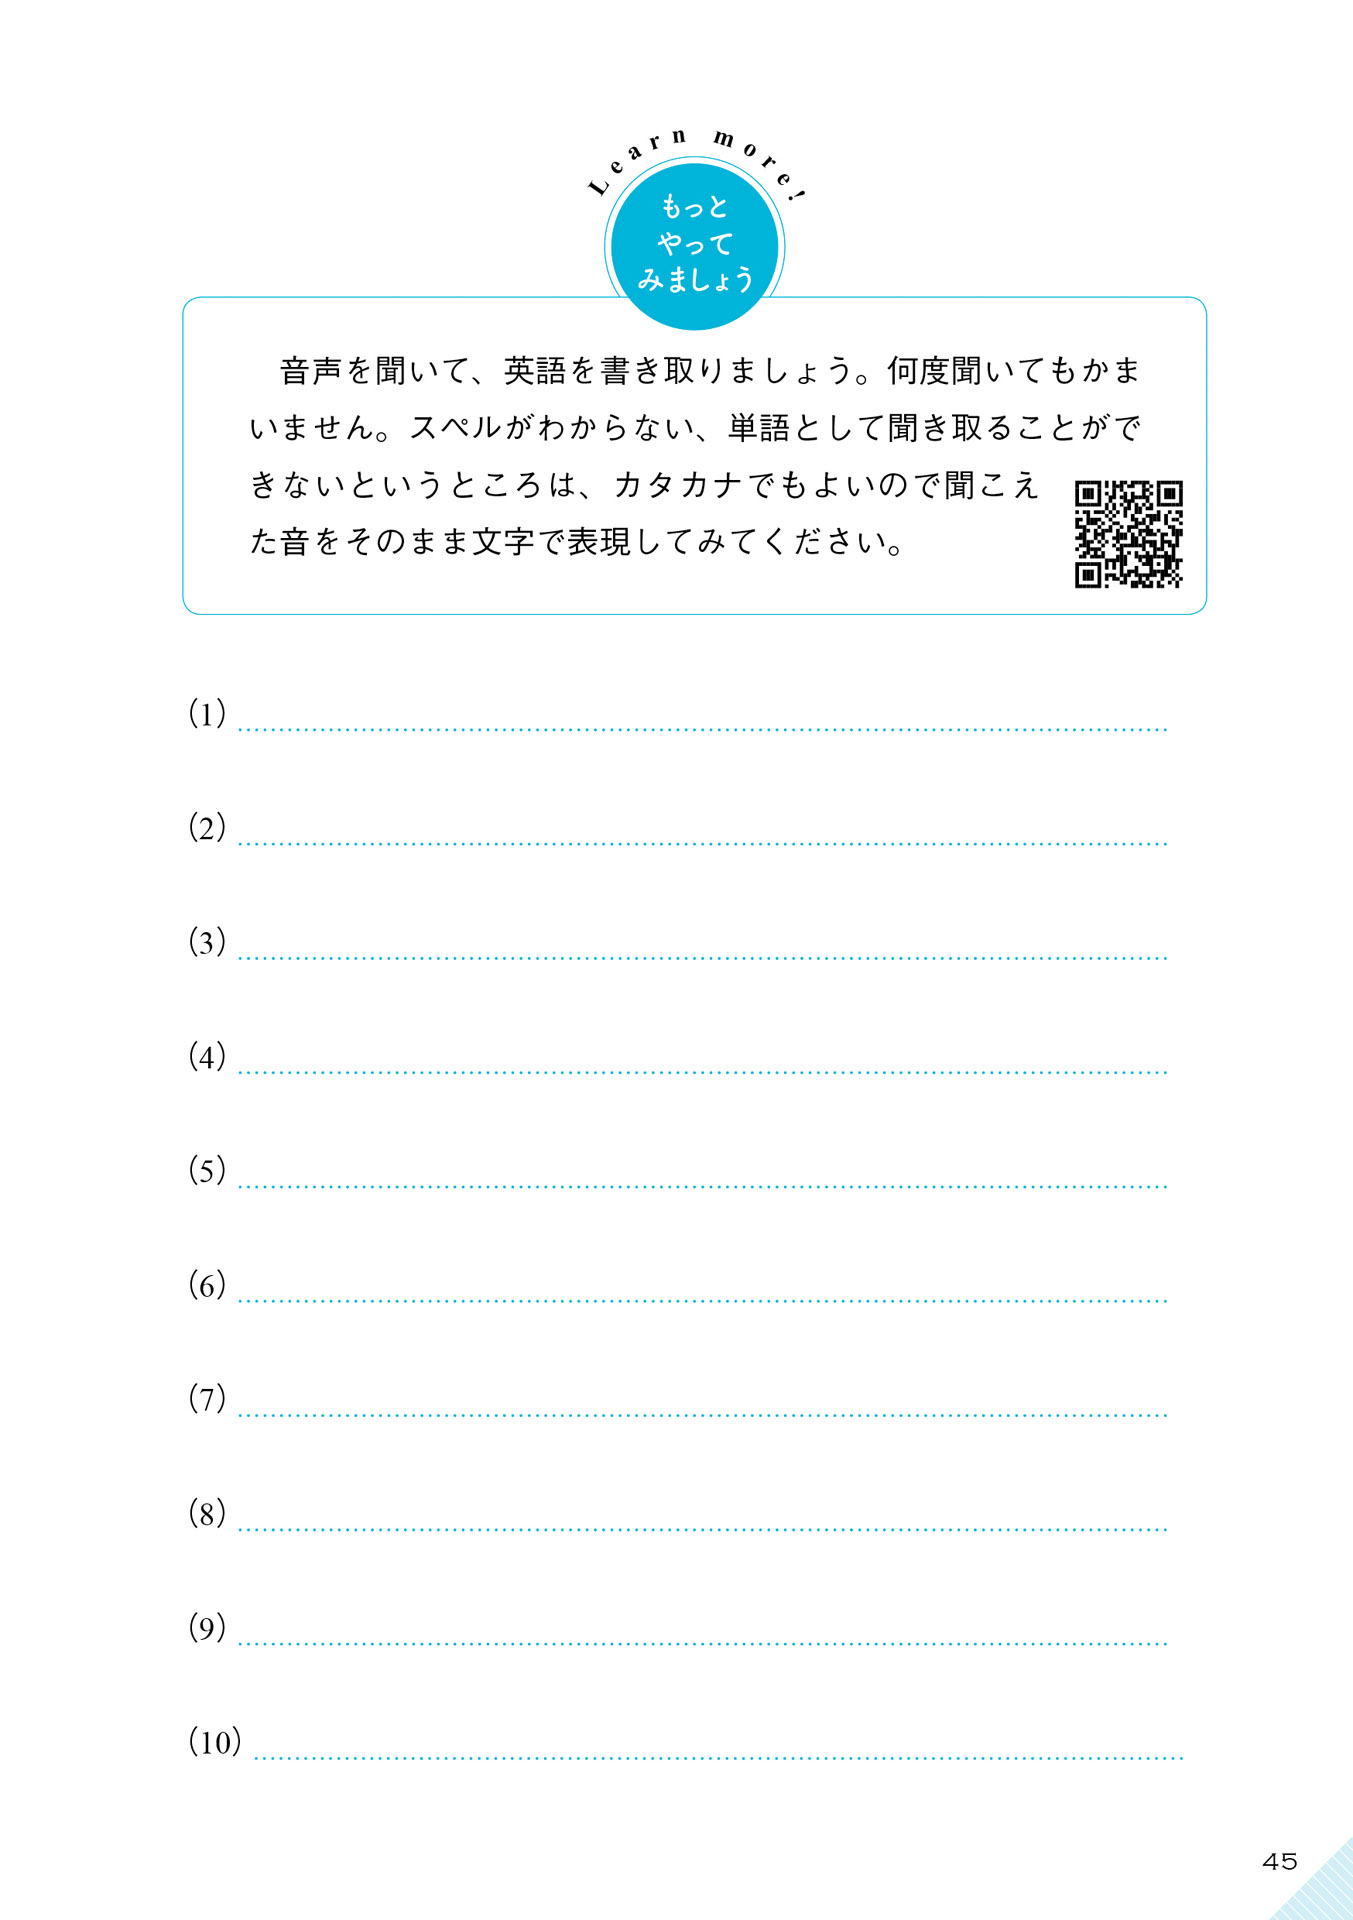 Learn more!
もっと
やって
みましょう
音声を聞いて、英語を書き取りましょう。何度聞いてもかま
いません。スペルがわからない、単語として聞き取ることがで
きないというところは、カタカナでもよいので聞こえ
た音をそのまま文字で表現してみてください。
(1)
(2)
(3)
(4)
(5)
(6)
(7)
(8)
(9)
(10)
45